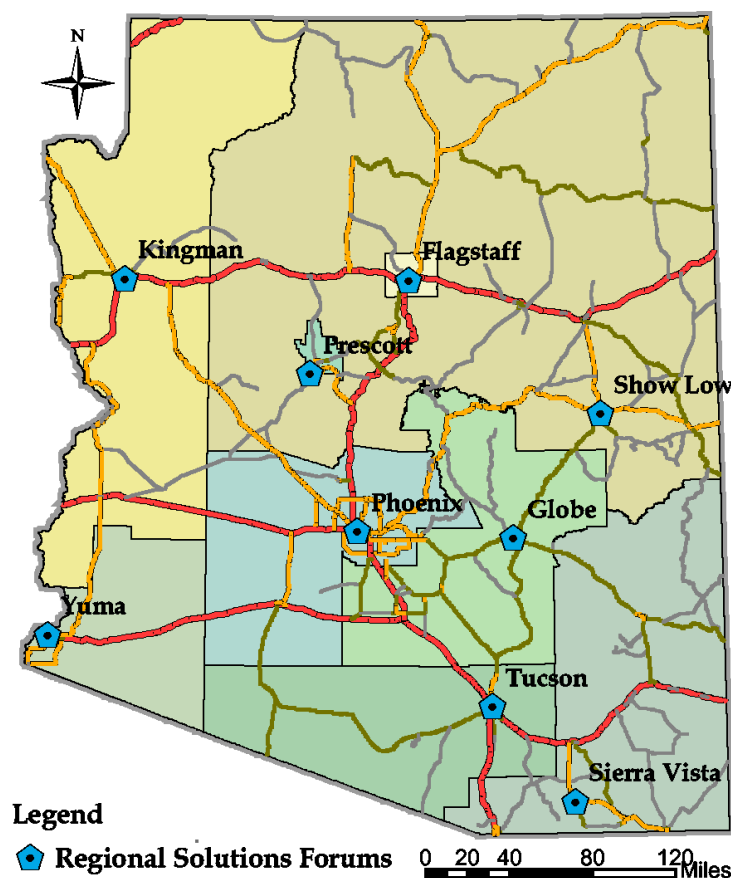 N
Kingman
Flagstaff
Prescott
Show Low
Phoenix
Globe
Yuma
Tucson
Sierra Vista
Legend
Regional Solutions Forums
0 20 40 80 120
Miles